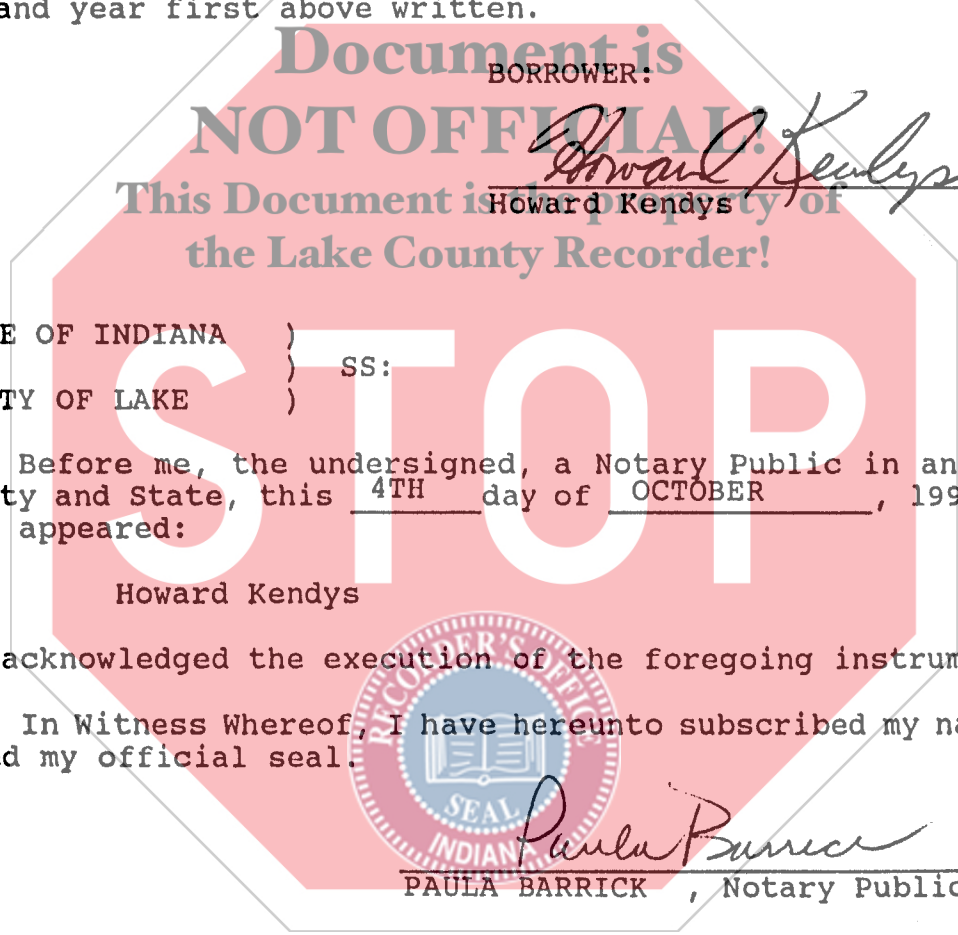 and year first above written.
Document is
BORROWER:
NOT OFFICIAL!
Howard Kendys
This Document is the property of
Howard Kendys
the Lake County Recorder!
E OF INDIANA )
) SS:
TY OF LAKE )
STOP
Before me, the undersigned, a Notary Public in an
ty and State, this 4TH day of OCTOBER , 199
appeared:
Howard Kendys
acknowledged the execution of the foregoing instrum
In Witness Whereof, I have hereunto subscribed my na
d my official seal.
RECORDER'S OFFICE
SEAL
INDIANA
Paula Barrick
PAULA BARRICK , Notary Public